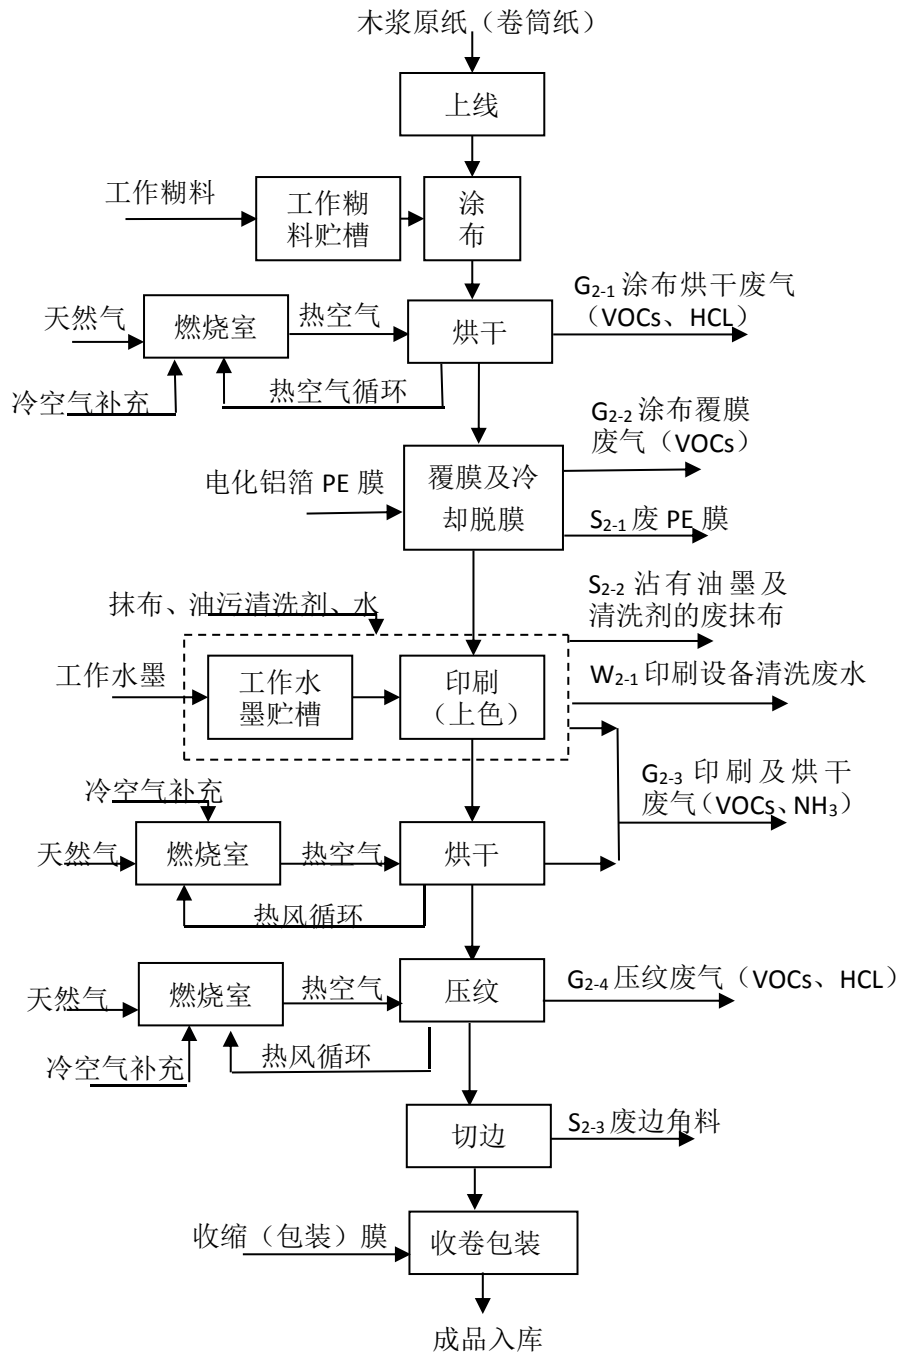 木浆原纸（卷筒纸）
上线
工作糊料
工作糊
料贮槽
涂
布
G2-1 涂布烘干废气
（VOCs、HCL）
天然气
燃烧室
热空气
烘干
冷空气补充
热空气循环
G2-2 涂布覆膜
废气（VOCs）
电化铝箔 PE 膜
覆膜及冷
却脱膜
S2-1 废 PE 膜
S2-2 沾有油墨及
清洗剂的废抹布
抹布、油污清洗剂、水
工作水墨
工作水
墨贮槽
印刷
（上色）
W2-1 印刷设备清洗废水
G2-3 印刷及烘干
废气（VOCs、NH3）
冷空气补充
天然气
燃烧室
热空气
烘干
热风循环
天然气
燃烧室
热空气
压纹
G2-4 压纹废气（VOCs、HCL）
冷空气补充
热风循环
切边
S2-3 废边角料
收缩（包装）膜
收卷包装
成品入库